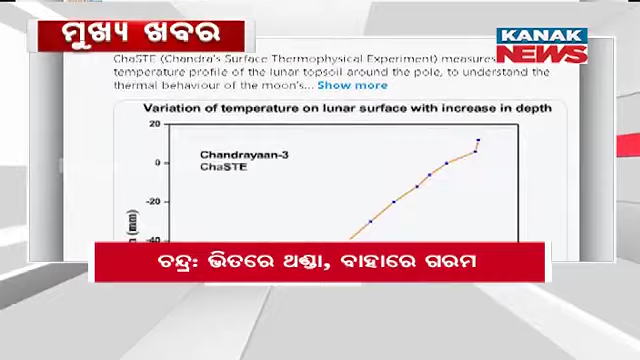 ମୁଖ୍ୟ ଖବର
KANAK
NEWS
ChaSTE (Chandra's Surface Thermophysical Experiment) measures
temperature profile of the lunar topsoil around the pole, to understand the
thermal behaviour of the moon's... Show more
Variation of temperature on lunar surface with increase in depth
20
Chandrayaan-3
ChaSTE
0
-20
-40
(mm)
ଚନ୍ଦ୍ର: ଭିତରେ ଥଣ୍ଡା, ବାହାରେ ଗରମ